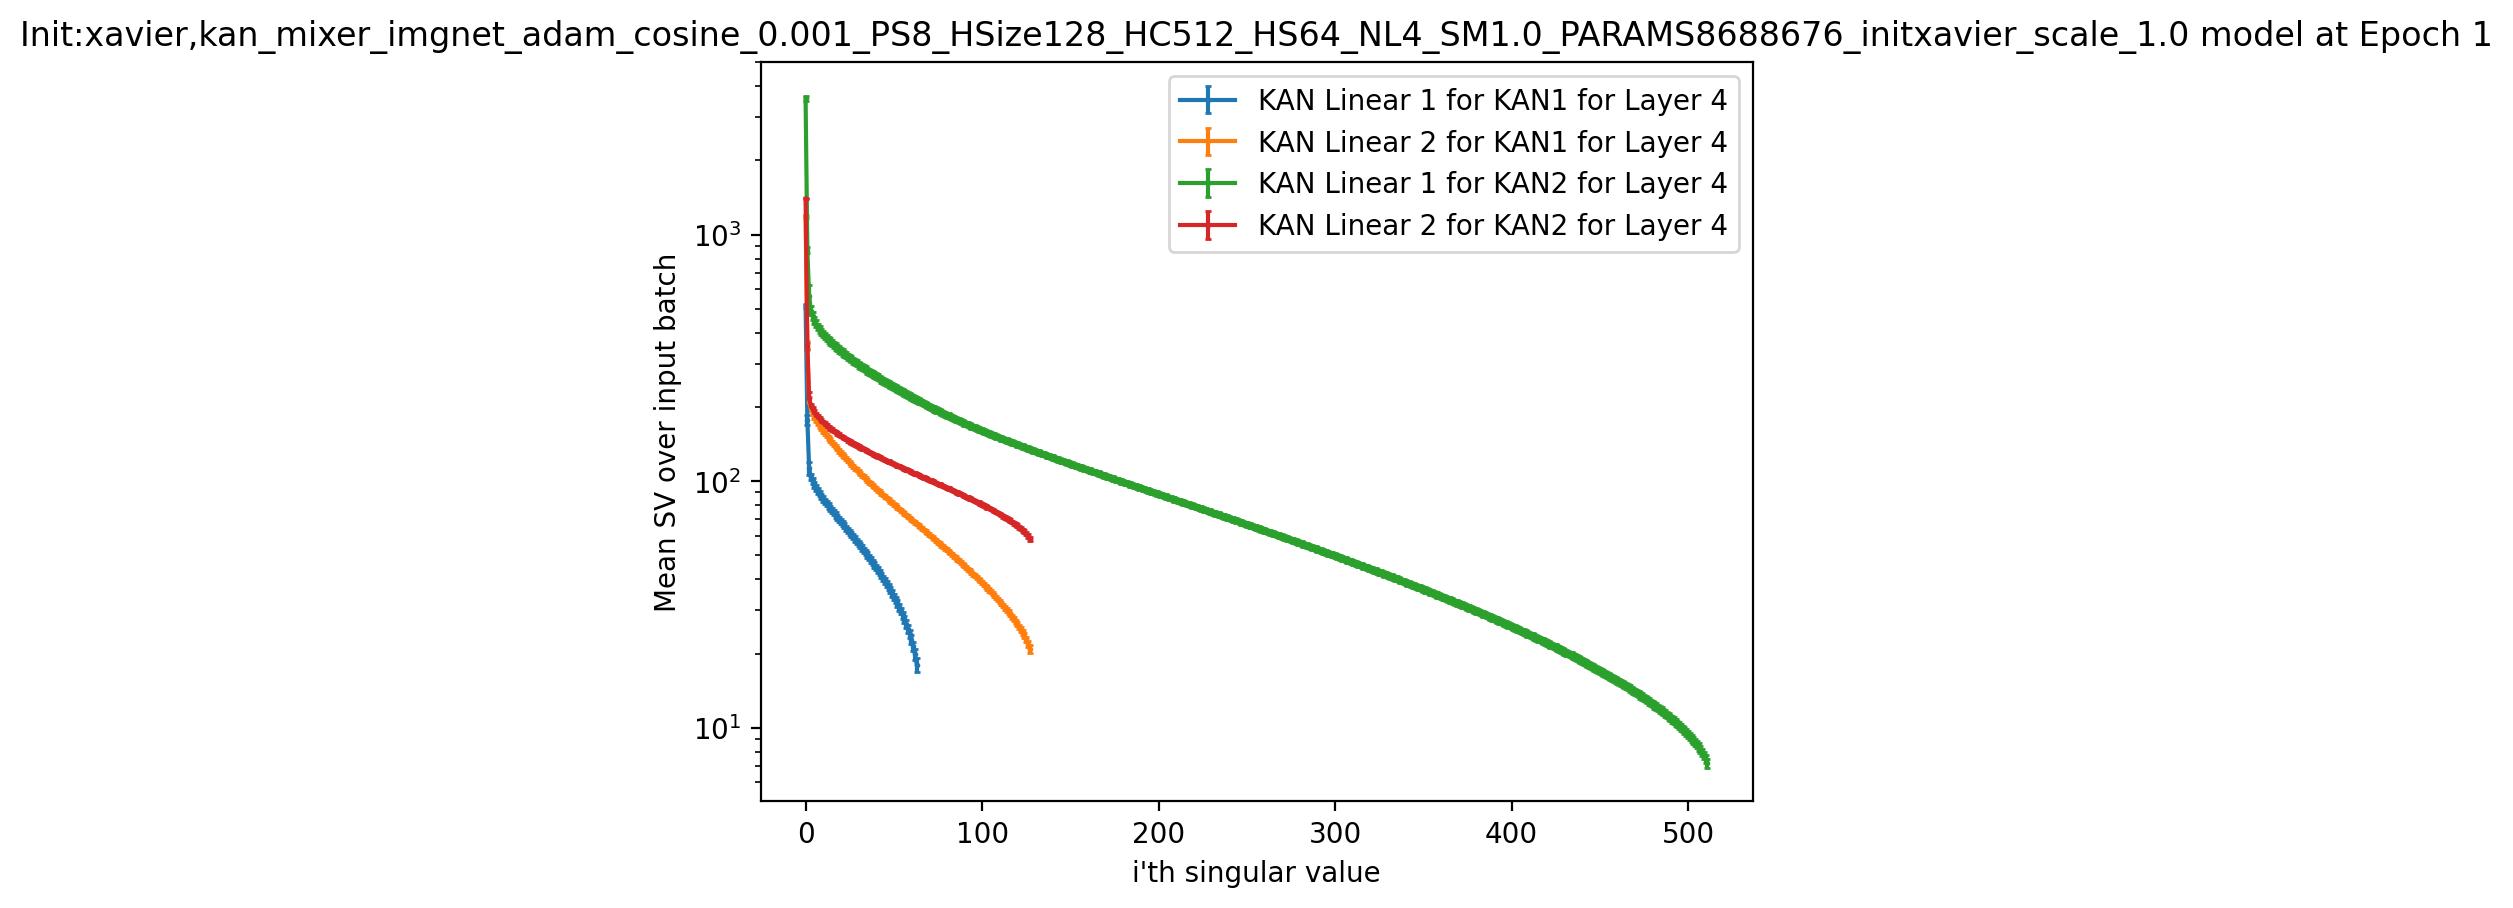 Init:xavier,kan_mixer_imgnet_adam_cosine_0.001_PS8_HSize128_HC512_HS64_NL4_SM1.0_PARAMS8688676_initxavier_scale_1.0 model at Epoch 1
KAN Linear 1 for KAN1 for Layer 4
KAN Linear 2 for KAN1 for Layer 4
KAN Linear 1 for KAN2 for Layer 4
KAN Linear 2 for KAN2 for Layer 4
Mean SV over input batch
10³
10²
10¹
0 100 200 300 400 500
i'th singular value